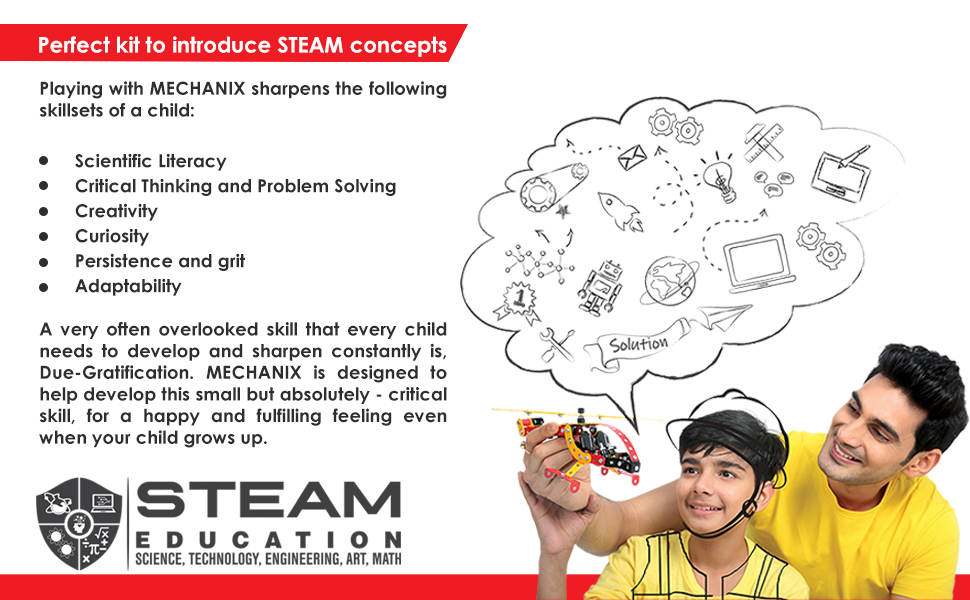 Perfect kit to introduce STEAM concepts
Playing with MECHANIX sharpens the following
skillsets of a child:
● Scientific Literacy
● Critical Thinking and Problem Solving
● Creativity
● Curiosity
● Persistence and grit
● Adaptability
A very often overlooked skill that every child
needs to develop and sharpen constantly is,
Due-Gratification. MECHANIX is designed to
help develop this small but absolutely - critical
skill, for a happy and fulfilling feeling even
when your child grows up.
1
Solution
√x
÷π=
×
STEAM
EDUCATION
SCIENCE, TECHNOLOGY, ENGINEERING, ART, MATH